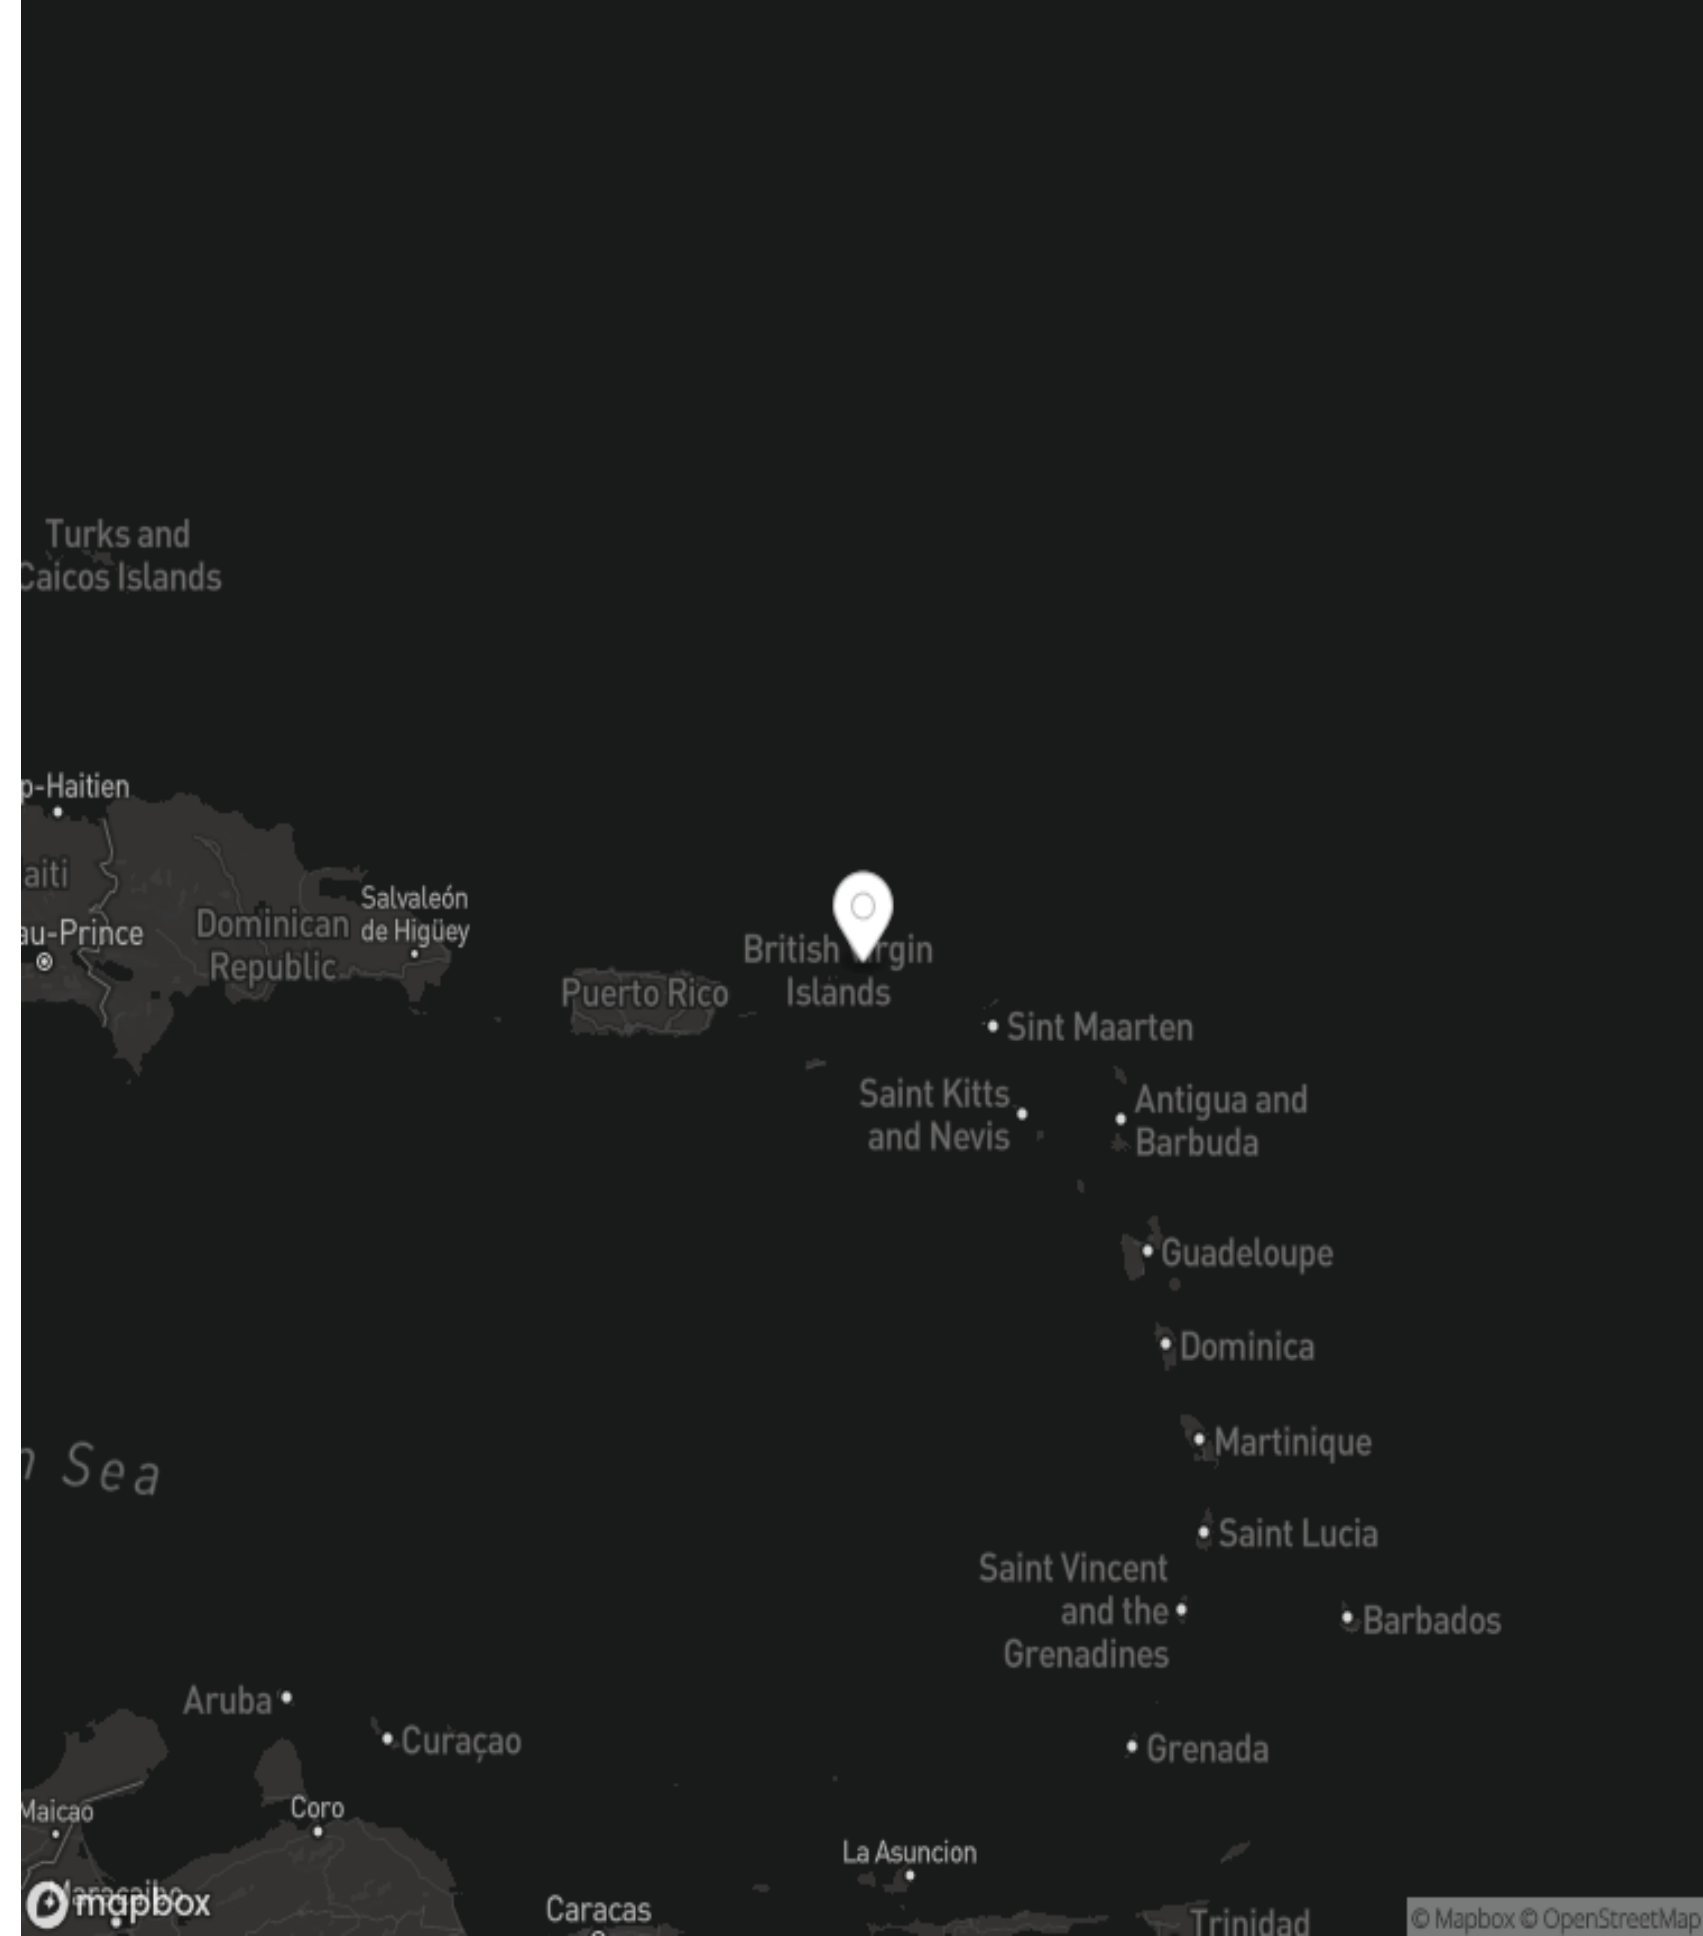 Turks and
Caicos Islands
p-Haitien
aiti
au-Prince
Dominican
Republic
Salvaleón
de Higüey
Puerto Rico
British Virgin
Islands
Sint Maarten
Saint Kitts
and Nevis
Antigua and
Barbuda
Guadeloupe
Dominica
Martinique
n Sea
Saint Lucia
Saint Vincent
and the
Grenadines
Barbados
Aruba
Curaçao
Grenada
Maicao
Coro
La Asuncion
Maracaibo
mapbox
Caracas
Trinidad
© Mapbox © OpenStreetMap